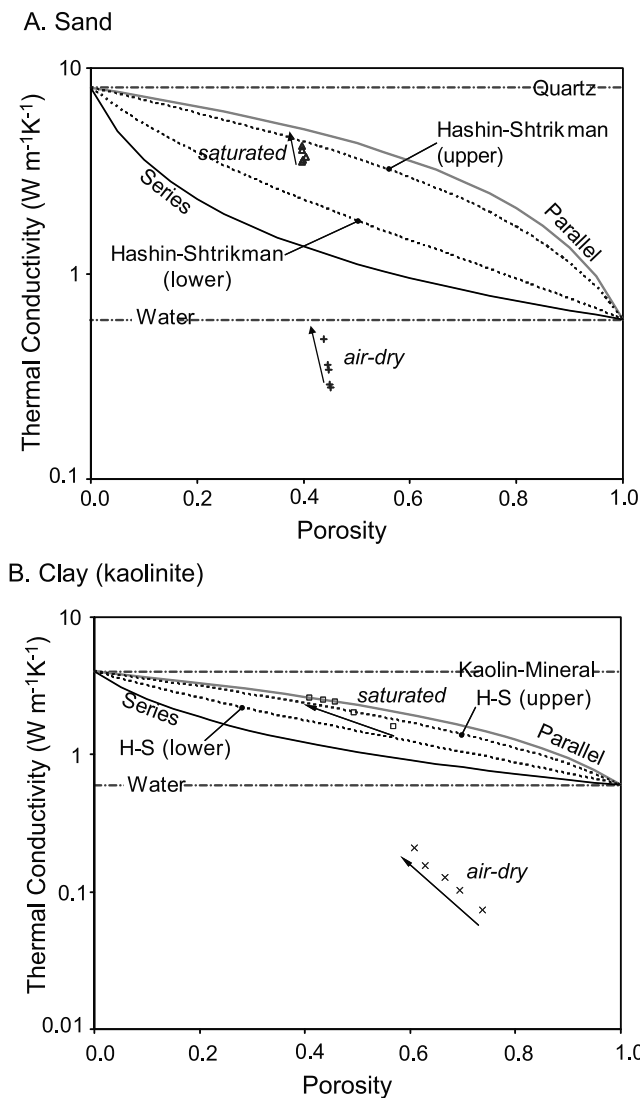 A. Sand
10
Quartz
Hashin-Shtrikman
(upper)
saturated
Series
Parallel
Hashin-Shtrikman
(lower)
1
Water
air-dry
0.1
Thermal Conductivity (W m-1K-1)
0.0 0.2 0.4 0.6 0.8 1.0
Porosity
B. Clay (kaolinite)
10
Kaolin-Mineral
saturated
H-S (upper)
Series
H-S (lower)
Parallel
1
Water
air-dry
0.1
0.01
Thermal Conductivity (W m-1K-1)
0.0 0.2 0.4 0.6 0.8 1.0
Porosity